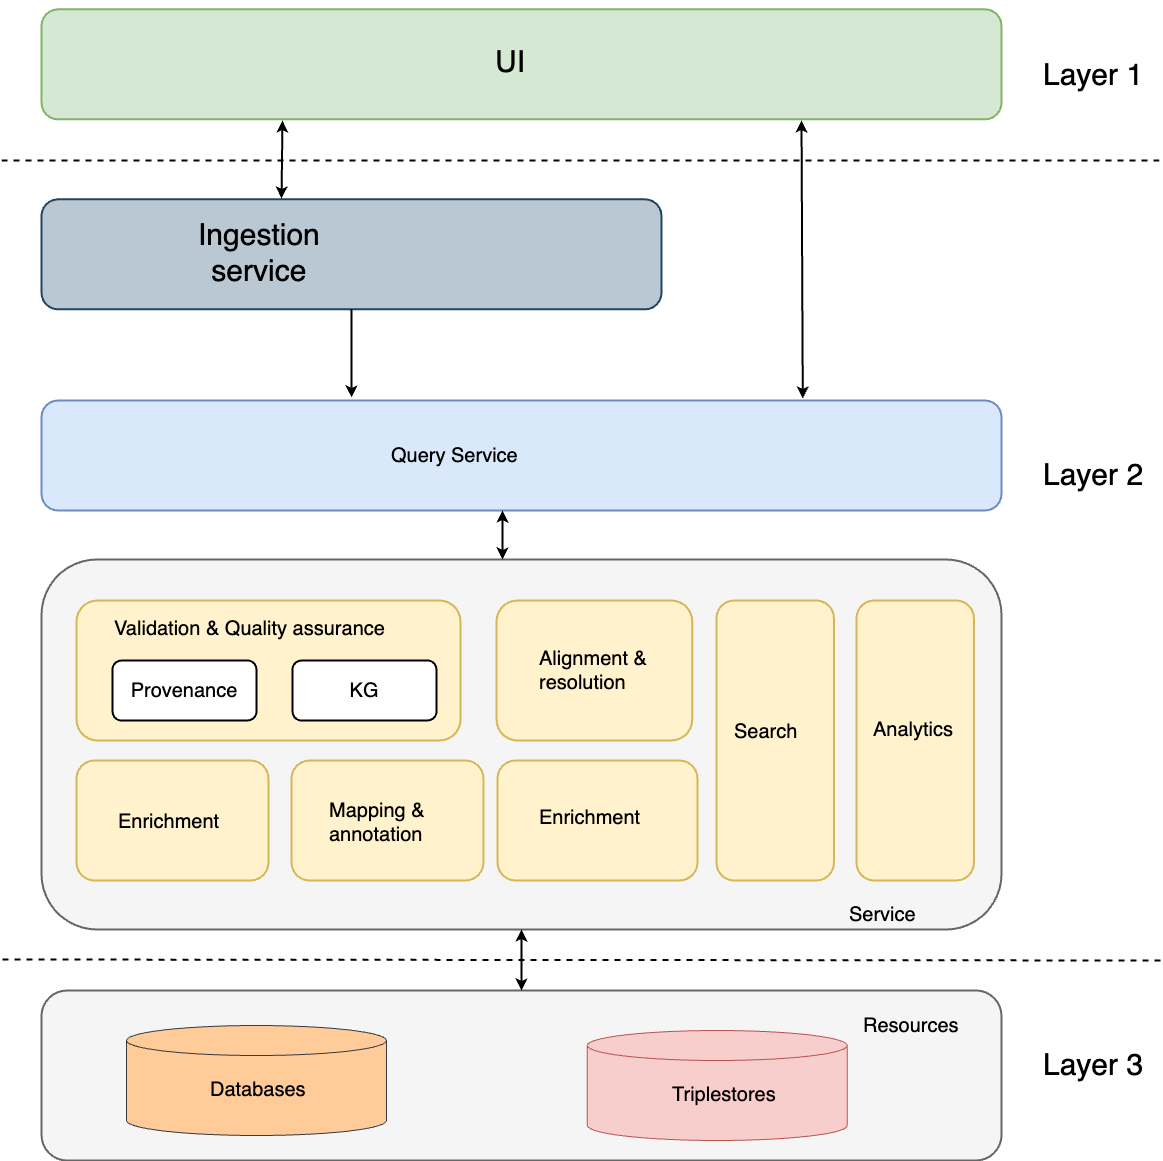 UI
Layer 1
Ingestion
service
Query Service
Layer 2
Validation & Quality assurance
Provenance
KG
Alignment &
resolution
Search
Analytics
Enrichment
Mapping &
annotation
Enrichment
Service
Resources
Databases
Triplestores
Layer 3